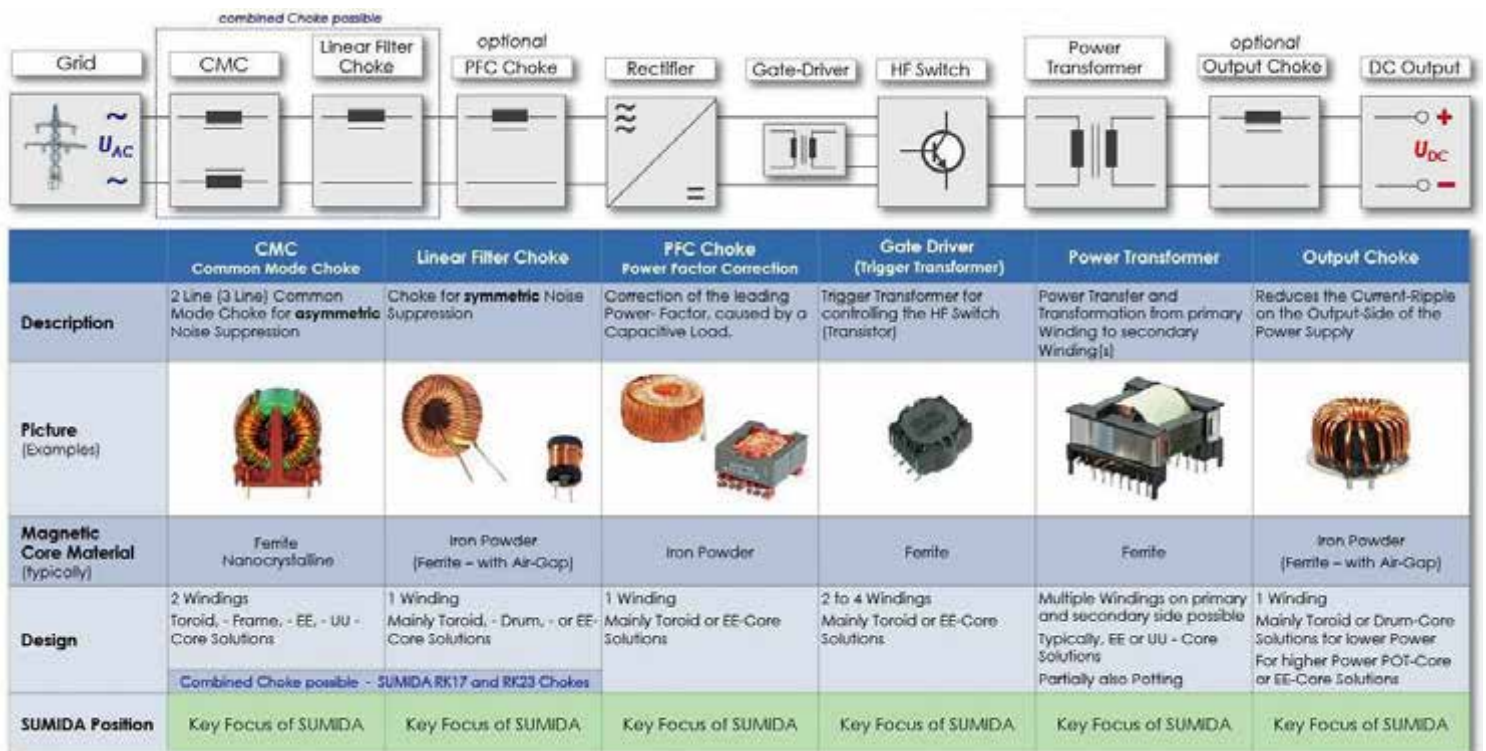 combined Choke possible
Grid
CMC
Linear Filter
Choke
optional
PFC Choke
Rectifier
Gate-Driver
HF Switch
Power
Transformer
optional
Output Choke
DC Output
~
U_AC
~
≈
=
+
U_DC
−
CMC
Common Mode Choke
Linear Filter Choke
PFC Choke
Power Factor Correction
Gate Driver
(Trigger Transformer)
Power Transformer
Output Choke
Description
2 Line (3 Line) Common
Mode Choke for asymmetric
Noise Suppression
Choke for symmetric Noise
Suppression
Correction of the leading
Power- Factor, caused by a
Capacitive Load.
Trigger Transformer for
controlling the HF Switch
(Transistor)
Power Transfer and
Transformation from primary
Winding to secondary
Winding(s)
Reduces the Current-Ripple
on the Output-Side of the
Power Supply
Picture
(Examples)
Magnetic
Core Material
(typically)
Ferrite
Nanocrystalline
Iron Powder
(Ferrite – with Air-Gap)
Iron Powder
Ferrite
Ferrite
Iron Powder
(Ferrite – with Air-Gap)
Design
2 Windings
Toroid, - Frame, - EE, - UU -
Core Solutions
1 Winding
Mainly Toroid, - Drum, - or EE-
Core Solutions
Combined Choke possible - SUMIDA RK17 and RK23 Chokes
1 Winding
Mainly Toroid or EE-Core
Solutions
2 to 4 Windings
Mainly Toroid or EE-Core
Solutions
Multiple Windings on primary
and secondary side possible
Typically, EE or UU - Core
Solutions
Partially also Potting
1 Winding
Mainly Toroid or Drum-Core
Solutions for lower Power
For higher Power POT-Core
or EE-Core Solutions
SUMIDA Position
Key Focus of SUMIDA
Key Focus of SUMIDA
Key Focus of SUMIDA
Key Focus of SUMIDA
Key Focus of SUMIDA
Key Focus of SUMIDA